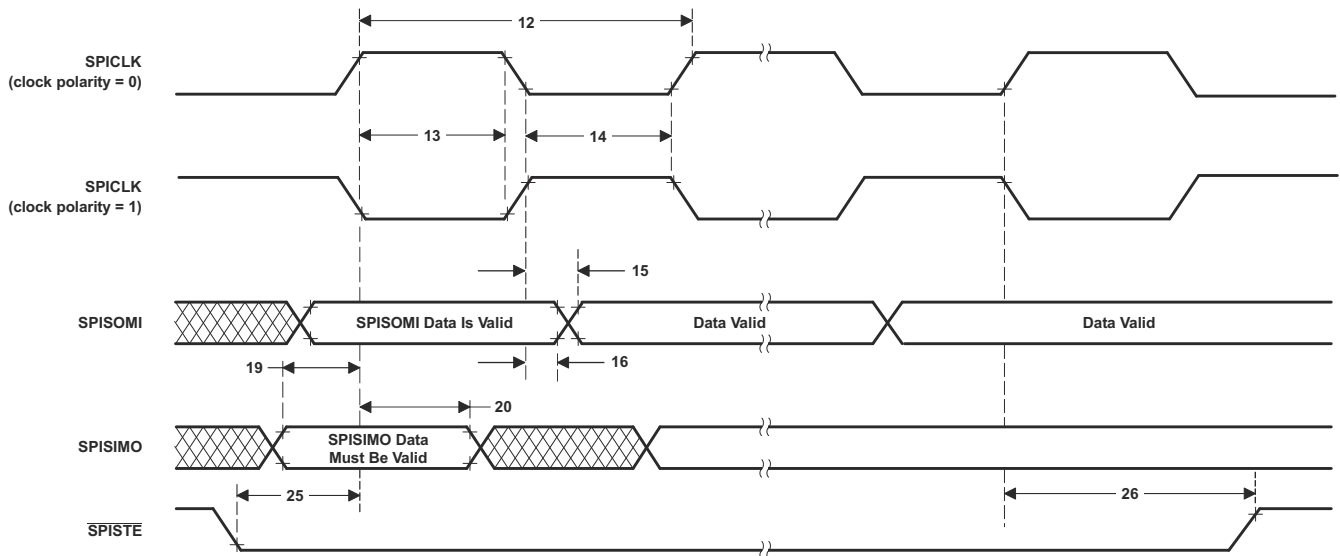 12
SPICLK
(clock polarity = 0)
13
14
SPICLK
(clock polarity = 1)
15
SPISOMI
SPISOMI Data Is Valid
Data Valid
Data Valid
16
19
20
SPISIMO
SPISIMO Data
Must Be Valid
25
26
SPISTE